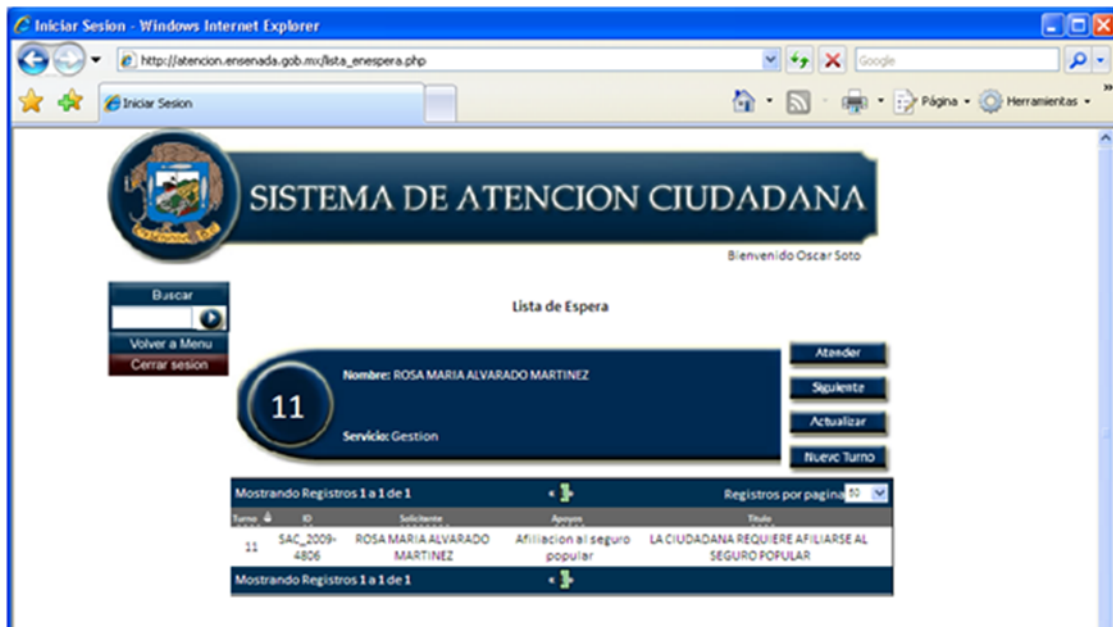 Iniciar Sesion - Windows Internet Explorer
http://atencion.ensenada.gob.mx/lista_enespera.php
Google
Iniciar Sesion
Página
Herramientas
SISTEMA DE ATENCION CIUDADANA
Bienvenido Oscar Soto
Buscar
Volver a Menu
Cerrar sesion
Lista de Espera
11
Nombre: ROSA MARIA ALVARADO MARTINEZ
Servicio: Gestion
Atender
Siguiente
Actualizar
Nuevo Turno
Mostrando Registros 1 a 1 de 1
« 1 »
Registros por pagina
Turno ID Solicitante Apoyos Titulo
11 SAC_2009-4806 ROSA MARIA ALVARADO MARTINEZ Afiliacion al seguro popular LA CIUDADANA REQUIERE AFILIARSE AL SEGURO POPULAR
Mostrando Registros 1 a 1 de 1
« 1 »